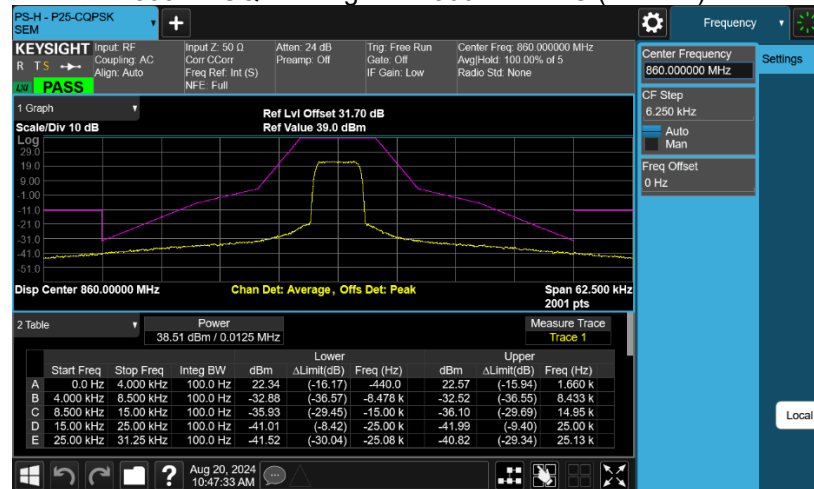 PS-H - P25-CQPSK
SEM
Frequency
KEYSIGHT
R T S
LXI PASS
Input: RF
Coupling: AC
Align: Auto
Input Z: 50 Ω
Corr CCorr
Freq Ref: Int (S)
NFE: Full
Atten: 24 dB
Preamp: Off
Trig: Free Run
Gate: Off
IF Gain: Low
Center Freq: 860.000000 MHz
Avg|Hold: 100.00% of 5
Radio Std: None
Center Frequency
860.000000 MHz
Settings
CF Step
6.250 kHz
Auto
Man
Freq Offset
0 Hz
Local
1 Graph
Ref Lvl Offset 31.70 dB
Scale/Div 10 dB
Ref Value 39.0 dBm
Log
29.0
19.0
9.00
-1.00
-11.0
-21.0
-31.0
-41.0
-51.0
Disp Center 860.00000 MHz
Chan Det: Average, Offs Det: Peak
Span 62.500 kHz
2001 pts
2 Table
Power
38.51 dBm / 0.0125 MHz
Measure Trace
Trace 1
Lower Upper
Start Freq Stop Freq Integ BW dBm ΔLimit(dB) Freq (Hz) dBm ΔLimit(dB) Freq (Hz)
A 0.0 Hz 4.000 kHz 100.0 Hz 22.34 (-16.17) -440.0 22.57 (-15.94) 1.660 k
B 4.000 kHz 8.500 kHz 100.0 Hz -32.88 (-36.57) -8.478 k -32.52 (-36.55) 8.433 k
C 8.500 kHz 15.00 kHz 100.0 Hz -35.93 (-29.45) -15.00 k -36.10 (-29.69) 14.95 k
D 15.00 kHz 25.00 kHz 100.0 Hz -41.01 (-8.42) -25.00 k -41.99 (-9.40) 25.00 k
E 25.00 kHz 31.25 kHz 100.0 Hz -41.52 (-30.04) -25.08 k -40.82 (-29.34) 25.13 k
Aug 20, 2024
10:47:33 AM